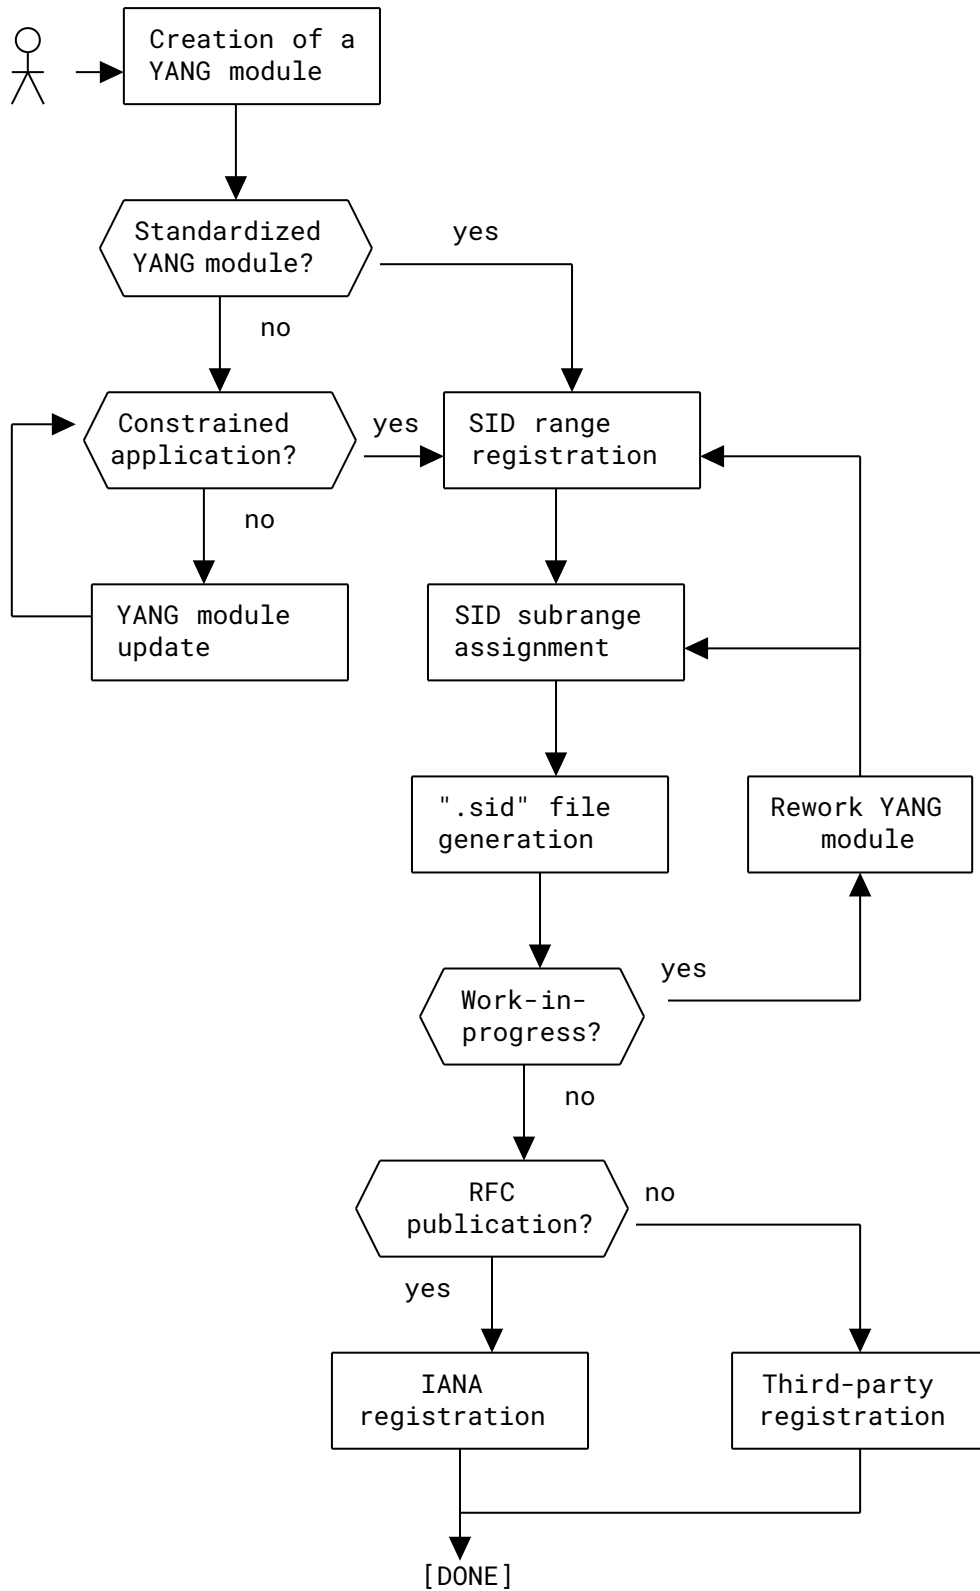 Creation of a
YANG module
Standardized
YANG module?
yes
no
Constrained
application?
yes
SID range
registration
no
YANG module
update
SID subrange
assignment
".sid" file
generation
Rework YANG
module
yes
Work-in-
progress?
no
RFC
publication?
no
yes
IANA
registration
Third-party
registration
[DONE]